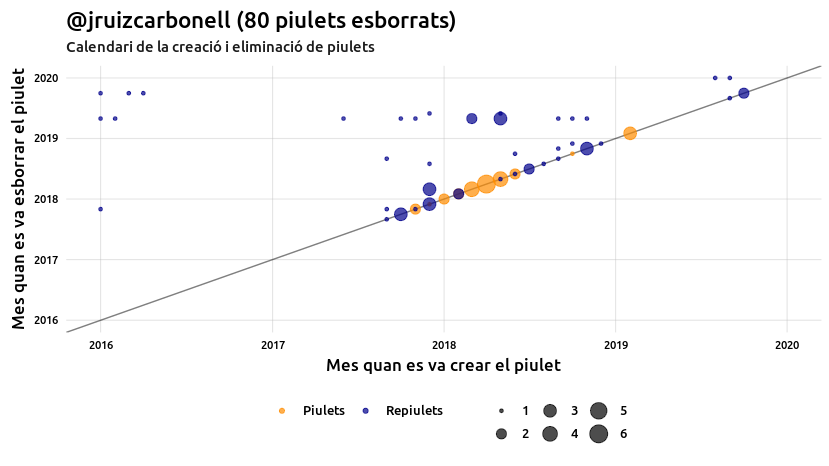 @jruizcarbonell (80 piulets esborrats)
Calendari de la creació i eliminació de piulets
Mes quan es va esborrar el piulet
2020
2019
2018
2017
2016
2016 2017 2018 2019 2020
Mes quan es va crear el piulet
Piulets Repiulets
1 3 5
2 4 6